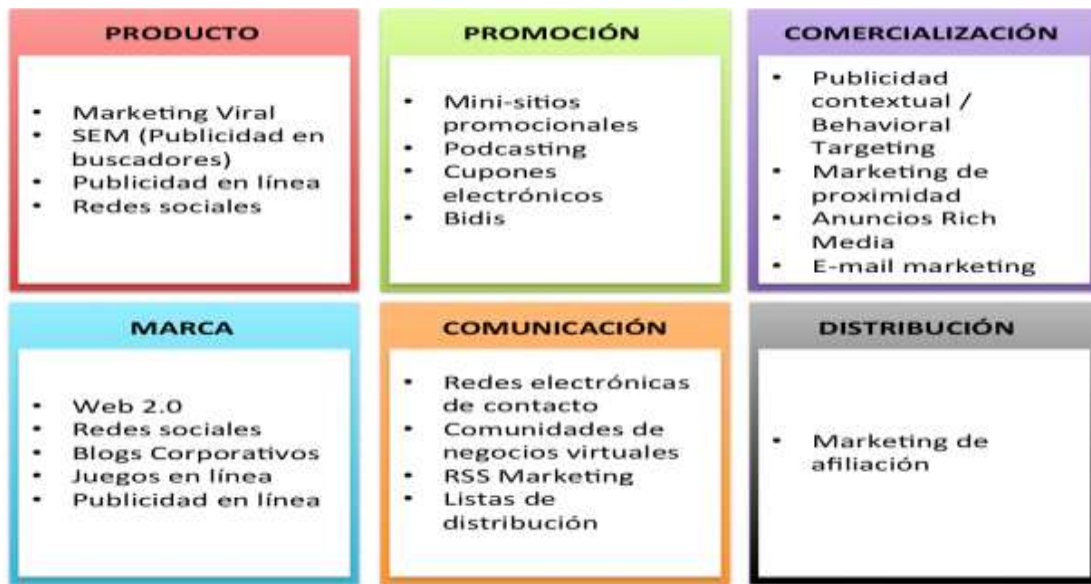 PRODUCTO
• Marketing Viral
• SEM (Publicidad en
buscadores)
• Publicidad en línea
• Redes sociales
PROMOCIÓN
• Mini-sitios
promocionales
• Podcasting
• Cupones
electrónicos
• Bidis
COMERCIALIZACIÓN
• Publicidad
contextual /
Behavioral
Targeting
• Marketing de
proximidad
• Anuncios Rich
Media
• E-mail marketing
MARCA
• Web 2.0
• Redes sociales
• Blogs Corporativos
• Juegos en línea
• Publicidad en línea
COMUNICACIÓN
• Redes electrónicas
de contacto
• Comunidades de
negocios virtuales
• RSS Marketing
• Listas de
distribución
DISTRIBUCIÓN
• Marketing de
afiliación